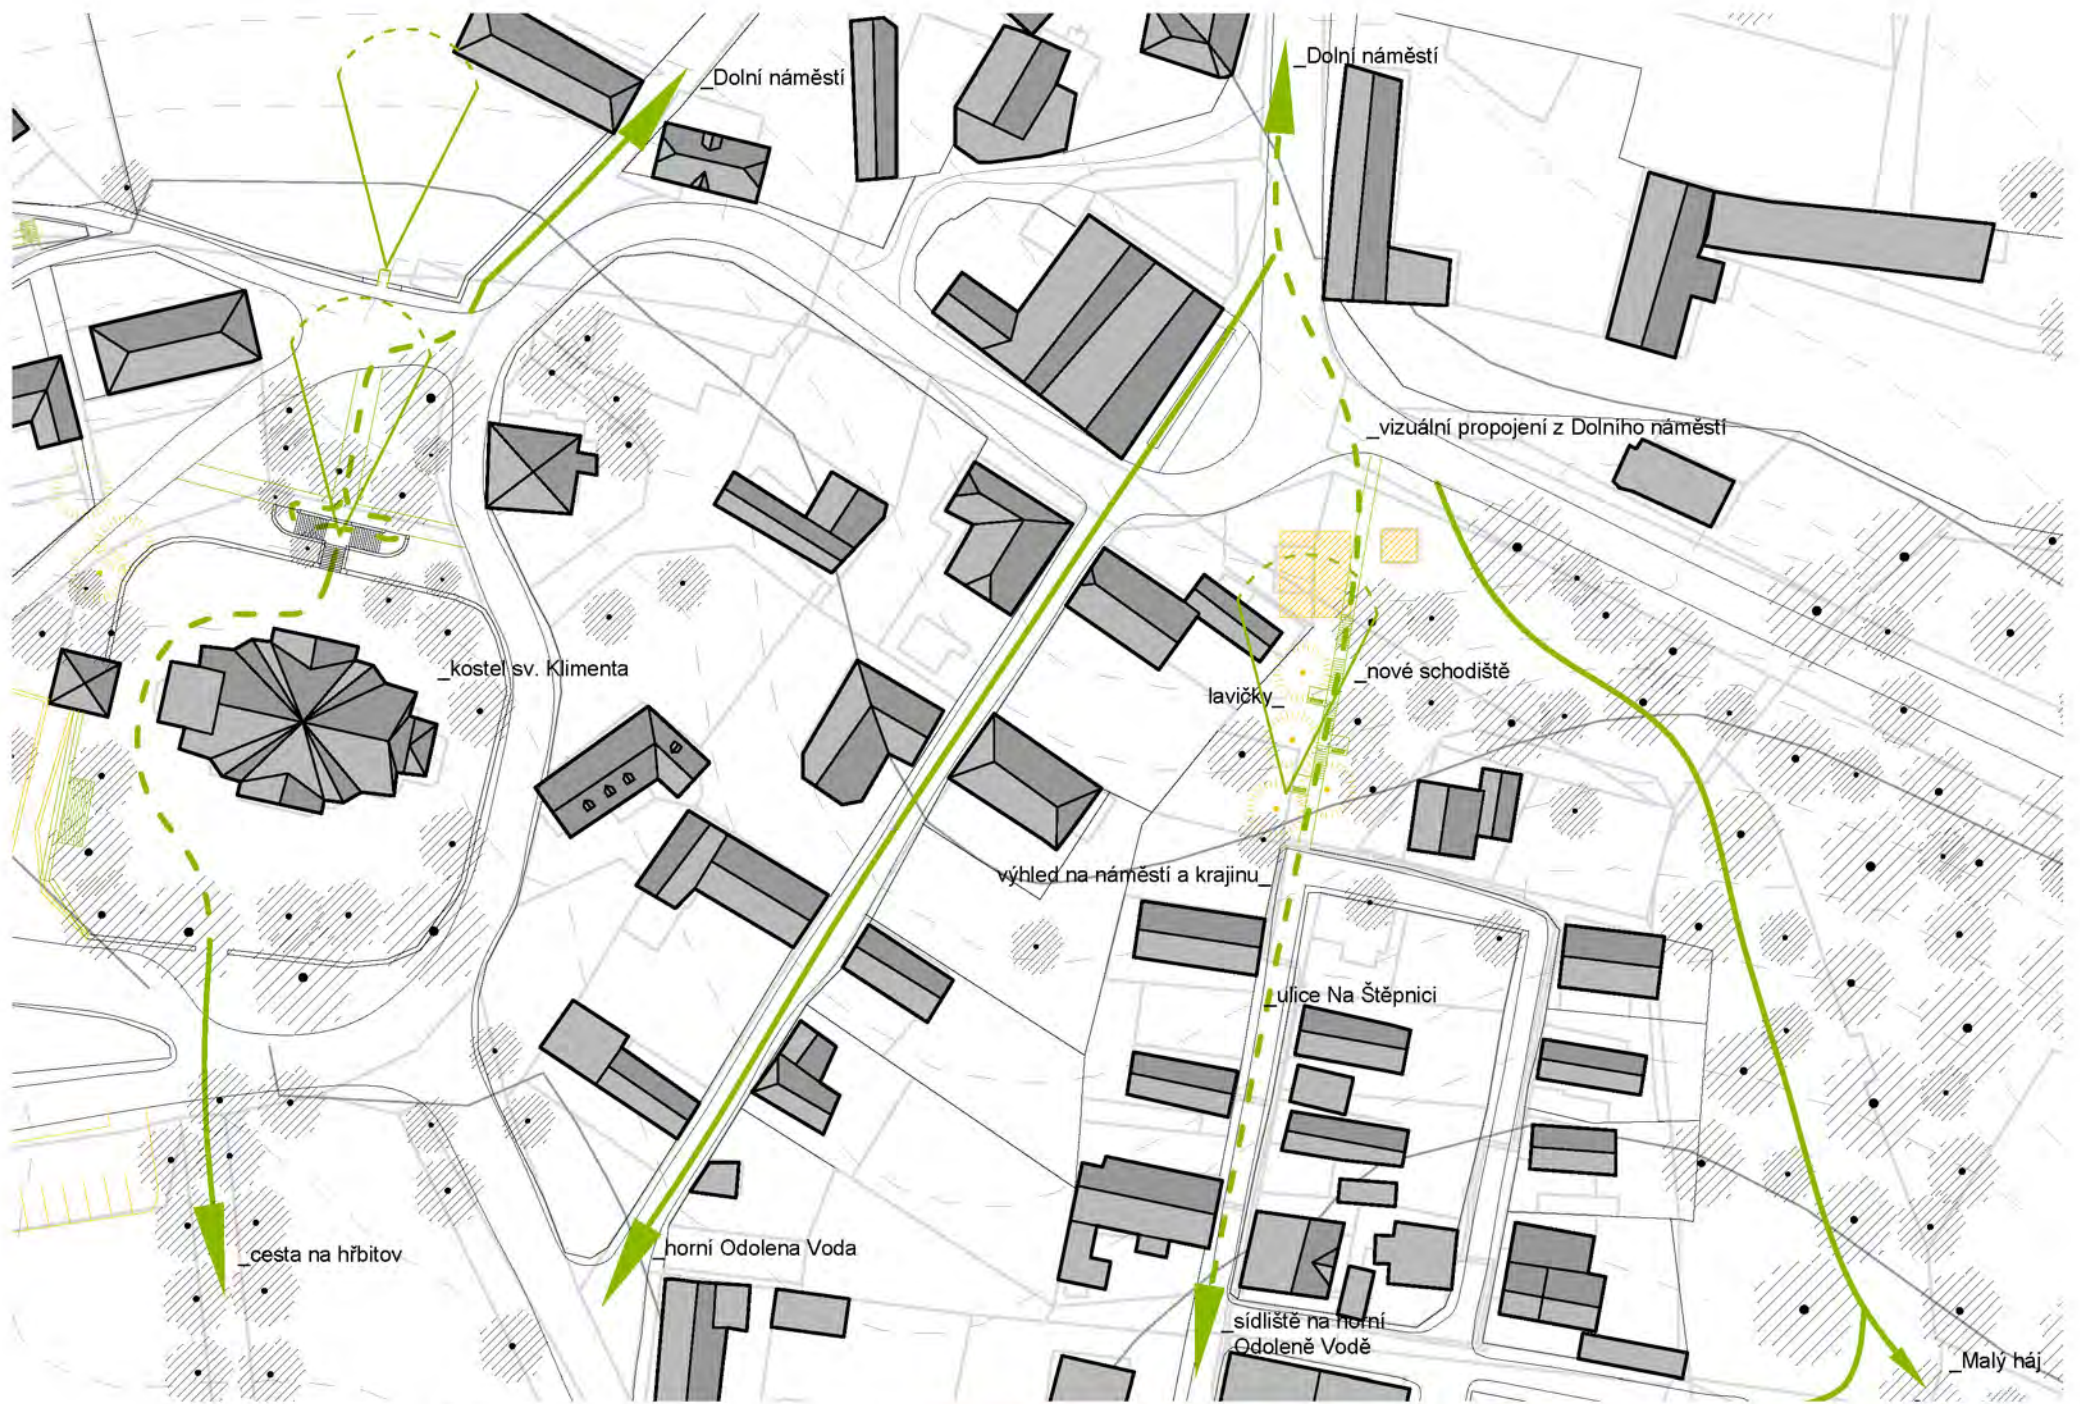 _Dolní náměstí
_Dolní náměstí
_vizuální propojení z Dolního náměstí
_kostel sv. Klimenta
_nové schodiště
lavičky_
výhled na náměstí a krajinu_
_ulice Na Štěpnici
_cesta na hřbitov
_horní Odolena Voda
_sídliště na horní
Odoleně Vodě
_Malý háj